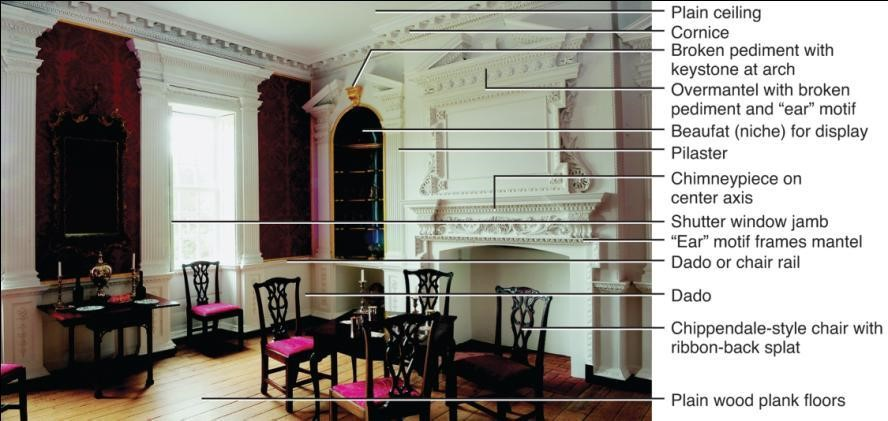 Plain ceiling
Cornice
Broken pediment with
keystone at arch
Overmantel with broken
pediment and “ear” motif
Beaufat (niche) for display
Pilaster
Chimneypiece on
center axis
Shutter window jamb
“Ear” motif frames mantel
Dado or chair rail
Dado
Chippendale-style chair with
ribbon-back splat
Plain wood plank floors